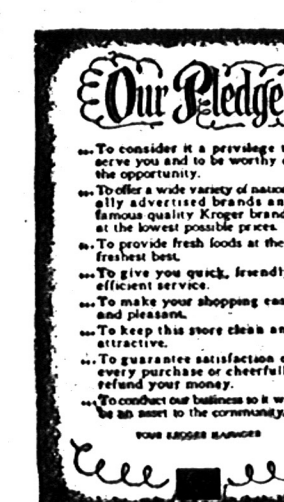 Our Pledge
...To consider it a privilege
serve you and to be worthy
the opportunity.
...To offer a wide variety of
ally advertised brands an
famous quality Kroger brand
at the lowest possible prices.
...To provide fresh foods at the
freshest best.
...To give you quick, friendl
efficient service.
...To make your shopping eas
and pleasant.
...To keep this store clean an
attractive.
...To guarantee satisfaction
every purchase or cheerfull
refund your money.
...To conduct our business so it w
be an asset to the community.
YOUR KROGER MANAGER